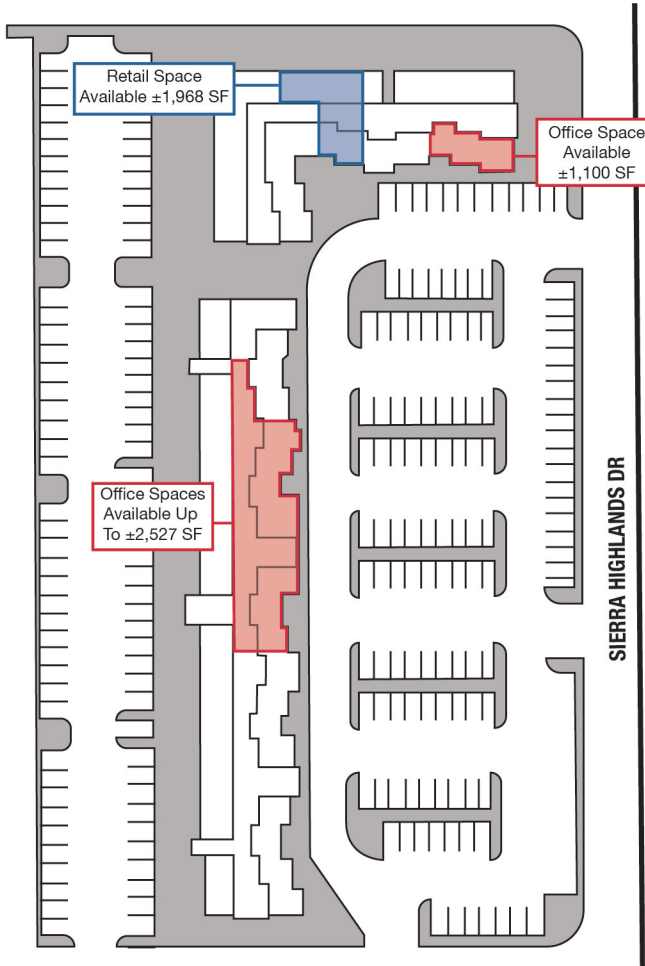 Retail Space
Available ±1,968 SF
Office Space
Available
±1,100 SF
Office Spaces
Available Up
To ±2,527 SF
SIERRA HIGHLANDS DR